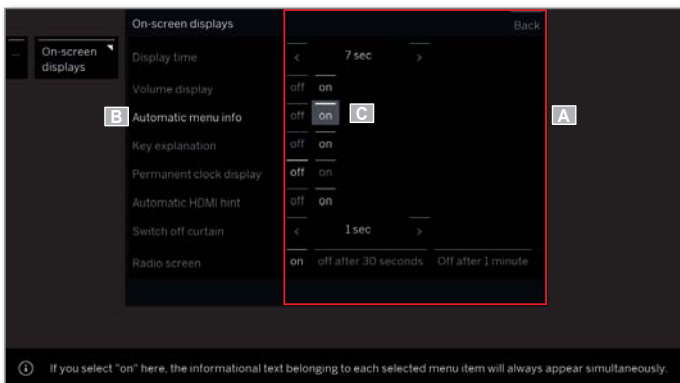 On-screen displays Back
... On-screen
displays
Display time < 7 sec >
Volume display off on
B Automatic menu info off on C A
Key explanation off on
Permanent clock display off on
Automatic HDMI hint off on
Switch off curtain < 1 sec >
Radio screen on off after 30 seconds Off after 1 minute
i If you select "on" here, the informational text belonging to each selected menu item will always appear simultaneously.